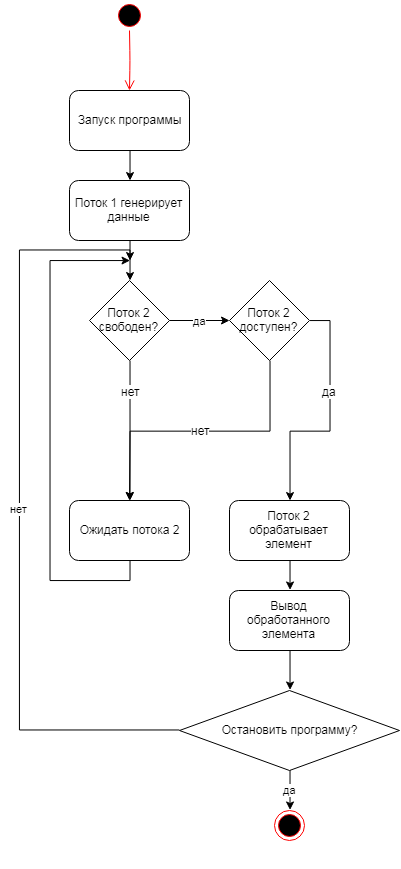 Запуск программы
Поток 1 генерирует
данные
Поток 2
свободен?
да
Поток 2
доступен?
нет
да
нет
нет
Ожидать потока 2
Поток 2
обрабатывает
элемент
Вывод
обработанного
элемента
Остановить программу?
да